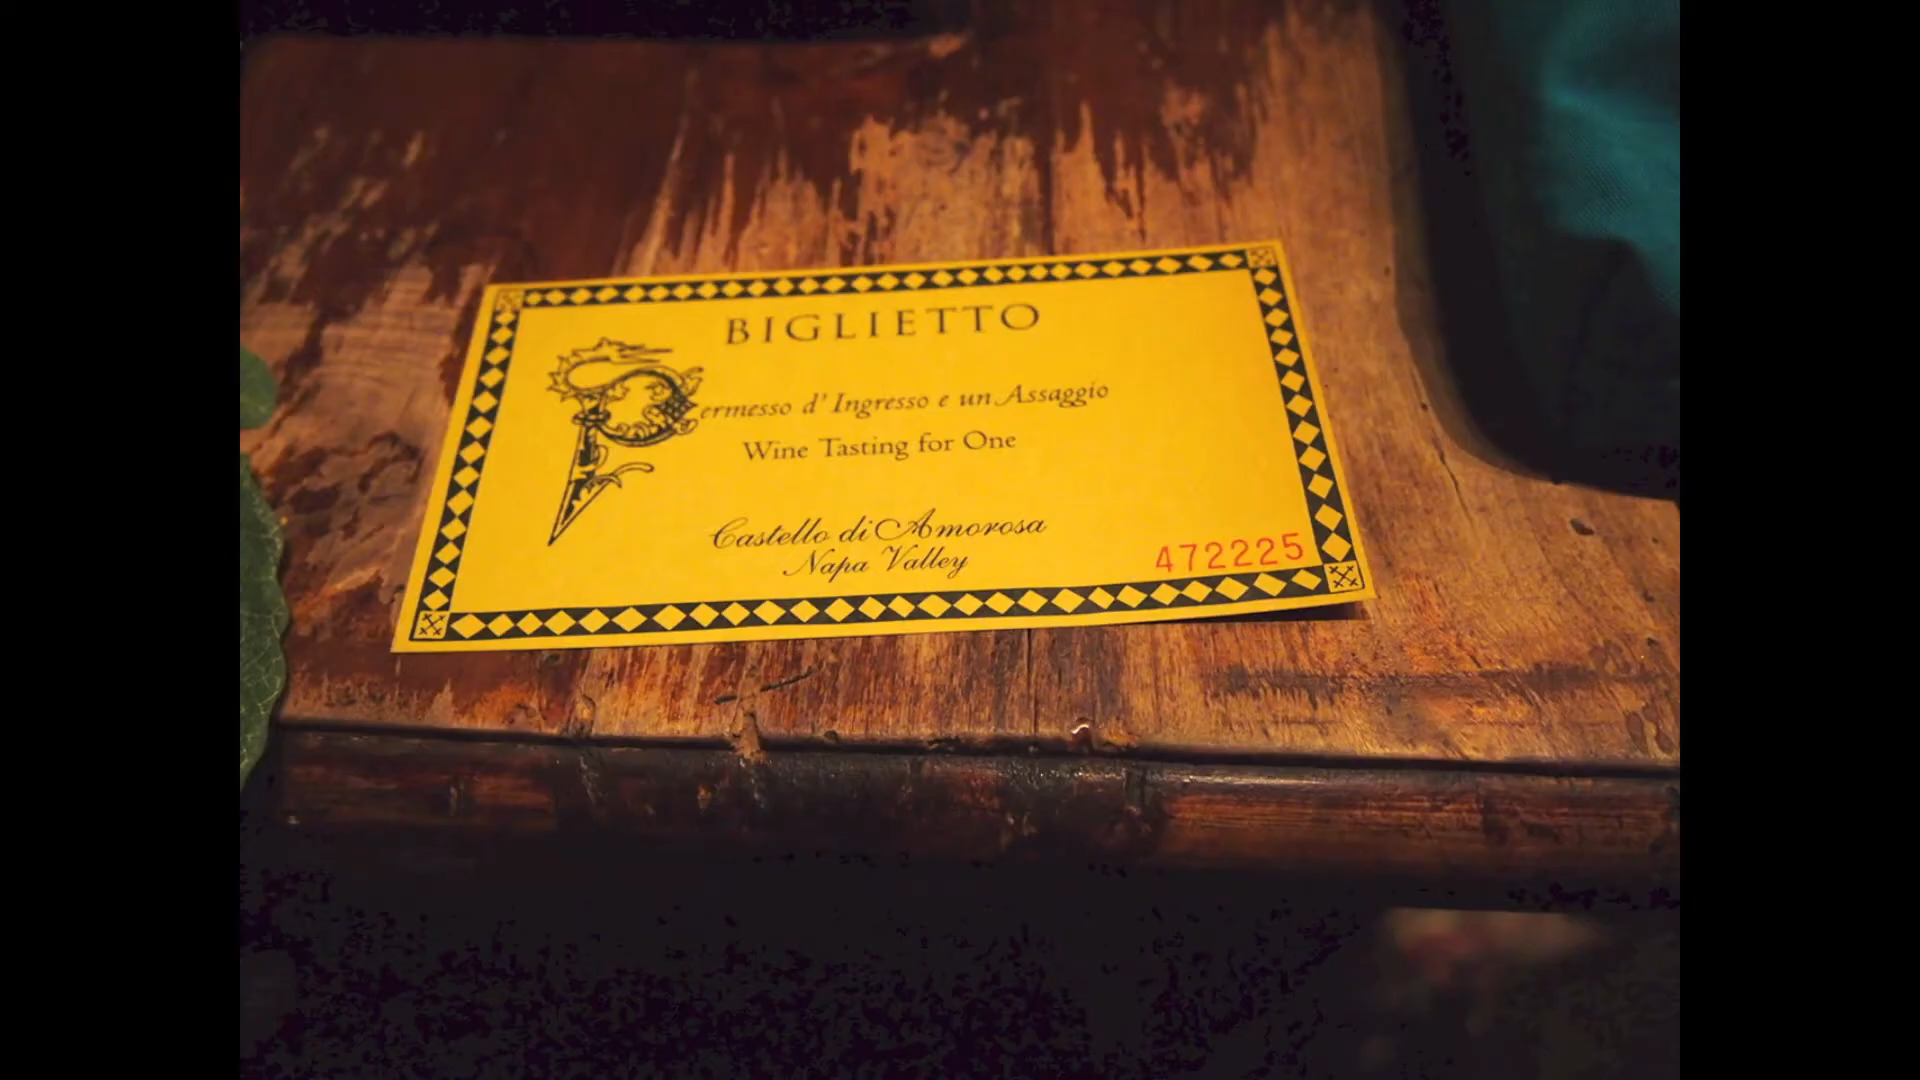 BIGLIETTO
Permesso d' Ingresso e un Assaggio
Wine Tasting for One
Castello di Amorosa
Napa Valley
472225